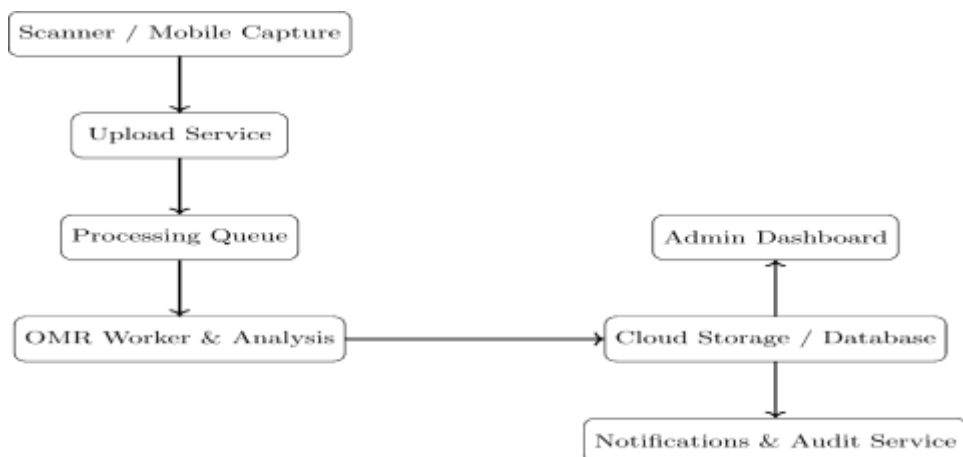 Scanner / Mobile Capture
Upload Service
Processing Queue
Admin Dashboard
OMR Worker & Analysis
Cloud Storage / Database
Notifications & Audit Service